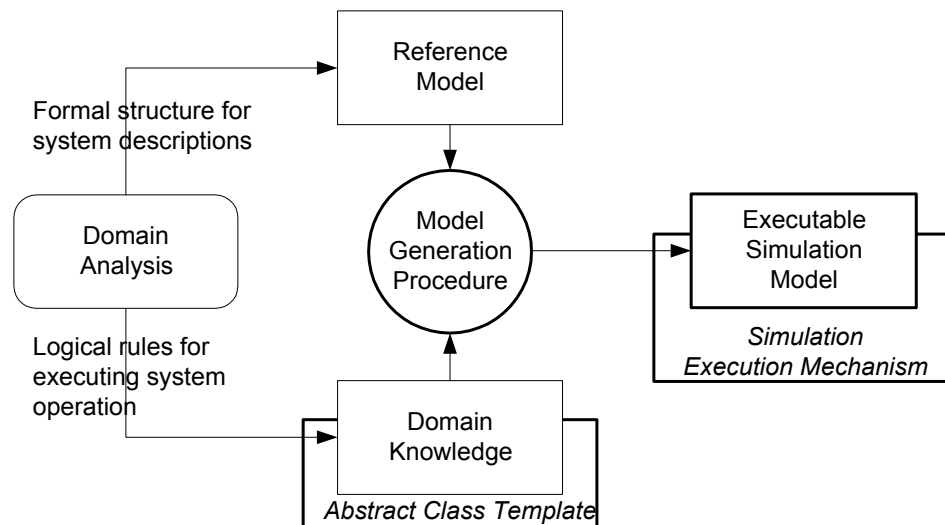 Reference
Model
Formal structure for
system descriptions
Domain
Analysis
Model
Generation
Procedure
Executable
Simulation
Model
Simulation
Execution Mechanism
Logical rules for
executing system
operation
Domain
Knowledge
Abstract Class Template